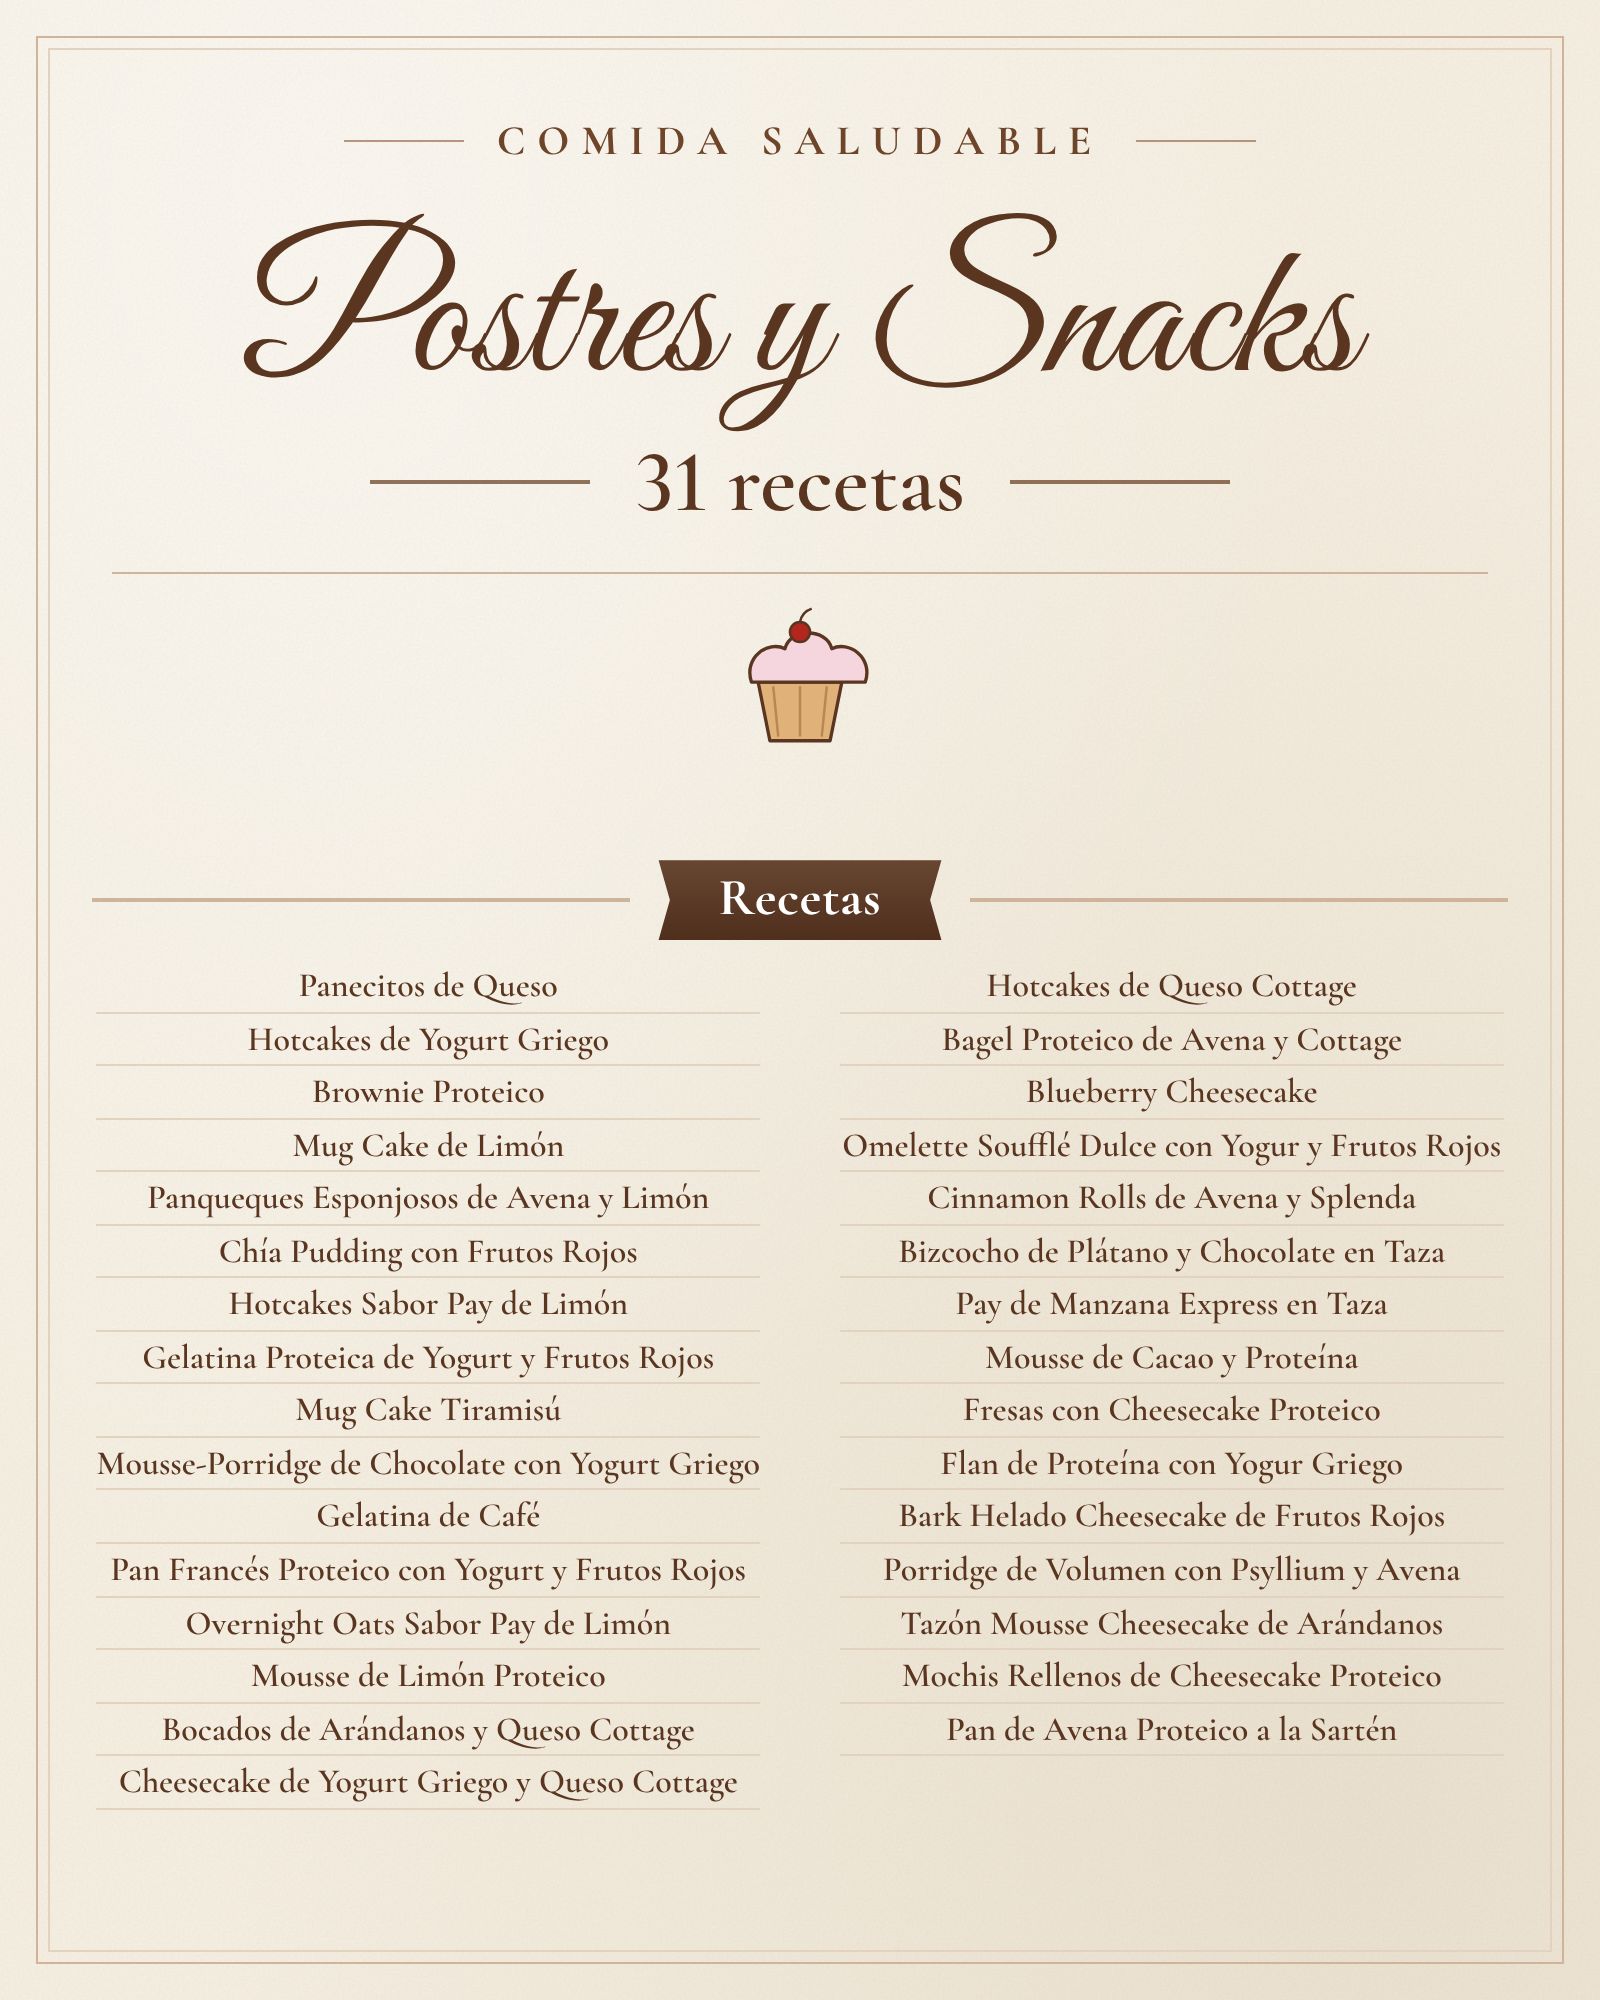 COMIDA SALUDABLE
Postres y Snacks
31 recetas
Recetas
Panecitos de Queso
Hotcakes de Yogurt Griego
Brownie Proteico
Mug Cake de Limón
Panqueques Esponjosos de Avena y Limón
Chía Pudding con Frutos Rojos
Hotcakes Sabor Pay de Limón
Gelatina Proteica de Yogurt y Frutos Rojos
Mug Cake Tiramisú
Mousse-Porridge de Chocolate con Yogurt Griego
Gelatina de Café
Pan Francés Proteico con Yogurt y Frutos Rojos
Overnight Oats Sabor Pay de Limón
Mousse de Limón Proteico
Bocados de Arándanos y Queso Cottage
Cheesecake de Yogurt Griego y Queso Cottage
Hotcakes de Queso Cottage
Bagel Proteico de Avena y Cottage
Blueberry Cheesecake
Omelette Soufflé Dulce con Yogur y Frutos Rojos
Cinnamon Rolls de Avena y Splenda
Bizcocho de Plátano y Chocolate en Taza
Pay de Manzana Express en Taza
Mousse de Cacao y Proteína
Fresas con Cheesecake Proteico
Flan de Proteína con Yogur Griego
Bark Helado Cheesecake de Frutos Rojos
Porridge de Volumen con Psyllium y Avena
Tazón Mousse Cheesecake de Arándanos
Mochis Rellenos de Cheesecake Proteico
Pan de Avena Proteico a la Sartén